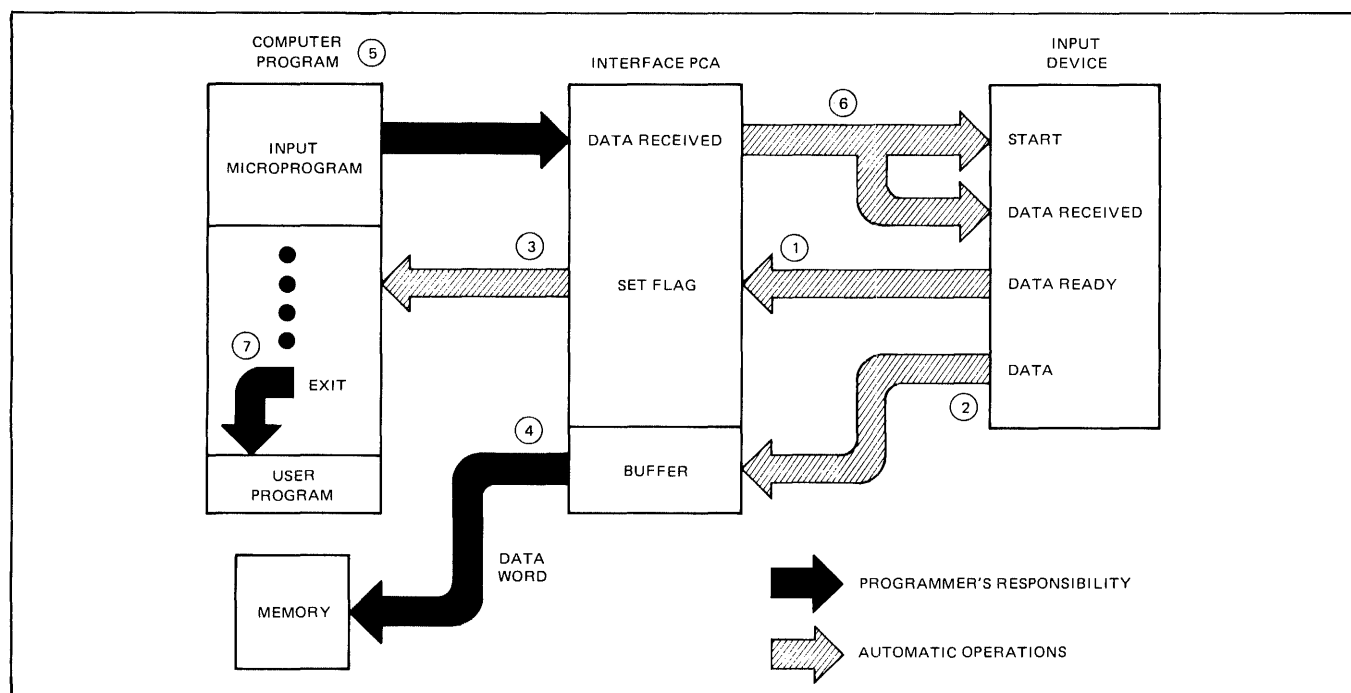 COMPUTER
PROGRAM
5
INTERFACE PCA
INPUT
DEVICE
6
INPUT
MICROPROGRAM
DATA RECEIVED
START
DATA RECEIVED
3
1
SET FLAG
DATA READY
7
EXIT
DATA
2
4
USER
PROGRAM
BUFFER
DATA
WORD
MEMORY
PROGRAMMER'S RESPONSIBILITY
AUTOMATIC OPERATIONS